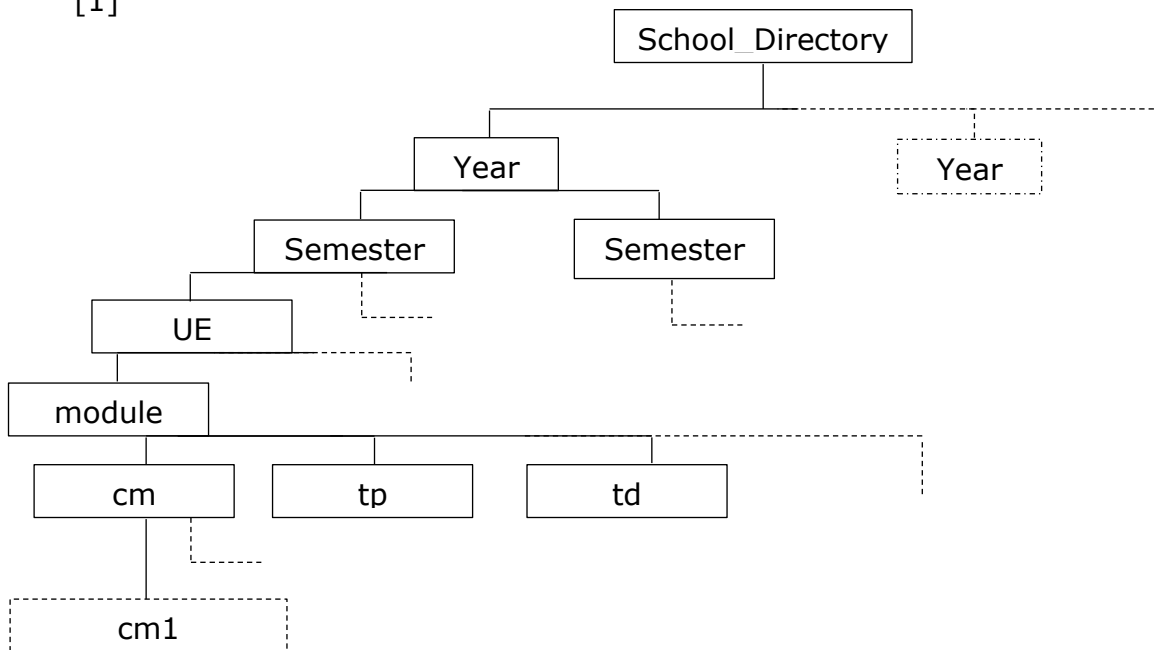 [1]
School_Directory
Year
Year
Semester
Semester
UE
module
cm
tp
td
cm1